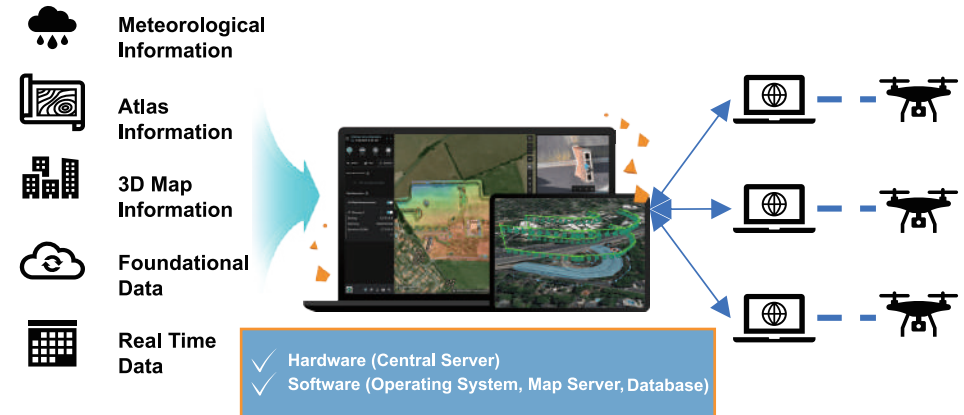 Meteorological
Information
Atlas
Information
3D Map
Information
Foundational
Data
Real Time
Data
Hardware (Central Server)
Software (Operating System, Map Server, Database)